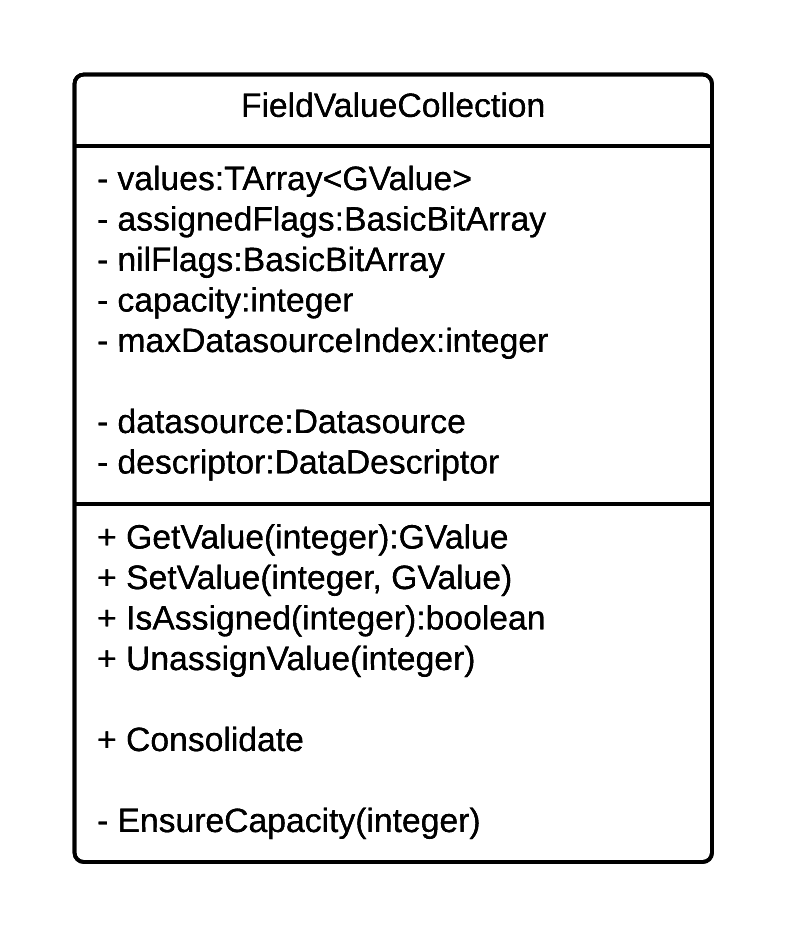 FieldValueCollection
- values:TArray<GValue>
- assignedFlags:BasicBitArray
- nilFlags:BasicBitArray
- capacity:integer
- maxDatasourceIndex:integer
- datasource:Datasource
- descriptor:DataDescriptor
+ GetValue(integer):GValue
+ SetValue(integer, GValue)
+ IsAssigned(integer):boolean
+ UnassignValue(integer)
+ Consolidate
- EnsureCapacity(integer)